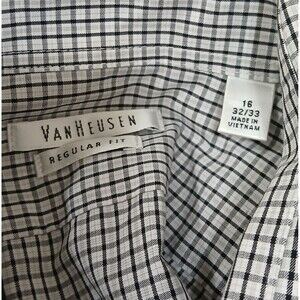 VANHEUSEN
REGULAR FIT
16
32/33
MADE IN
VIETNAM